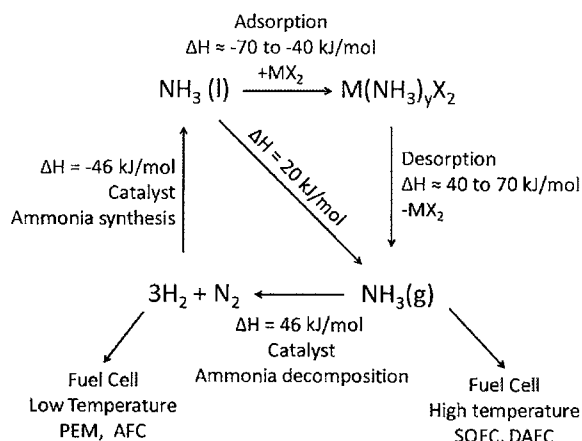 Adsorption
ΔH ≈ -70 to -40 kJ/mol
+MX₂
NH₃ (l)
M(NH₃)yX₂
ΔH = -46 kJ/mol
Catalyst
Ammonia synthesis
ΔH = 20 kJ/mol
Desorption
ΔH ≈ 40 to 70 kJ/mol
-MX₂
3H₂ + N₂
NH₃(g)
ΔH = 46 kJ/mol
Catalyst
Ammonia decomposition
Fuel Cell
Low Temperature
PEM, AFC
Fuel Cell
High temperature
SOFC, DAFC